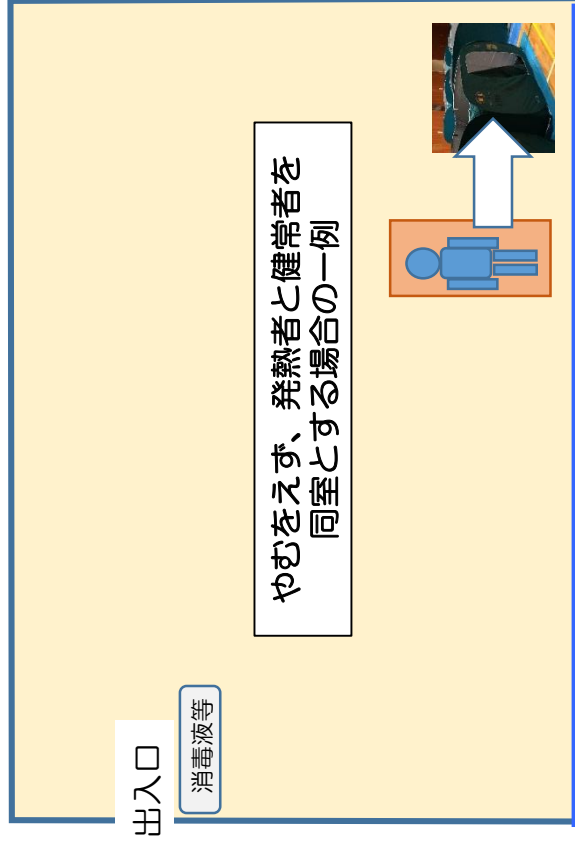 やむをえず、発熱者と健常者を
同室とする場合の一例
出入口
消毒液等